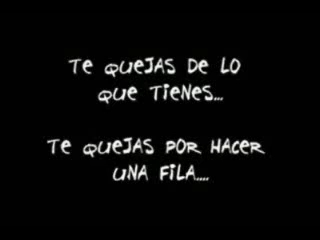 Te quejas de lo
que tienes...
Te quejas por hacer
una fila....